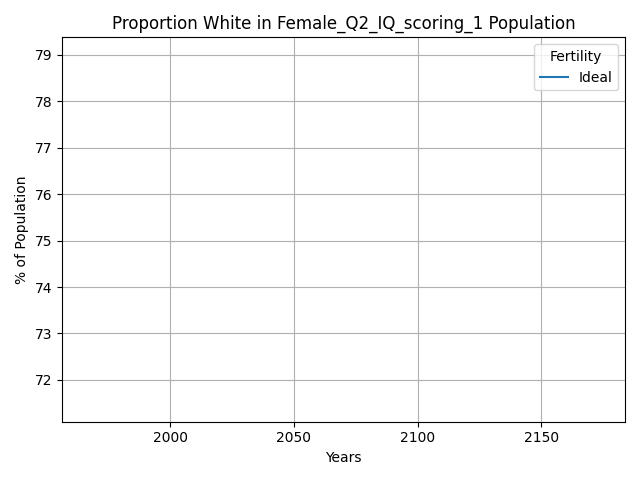 Proportion White in Female_Q2_IQ_scoring_1 Population
79
78
77
76
75
74
73
72
% of Population
Fertility
Ideal
2000 2050 2100 2150
Years